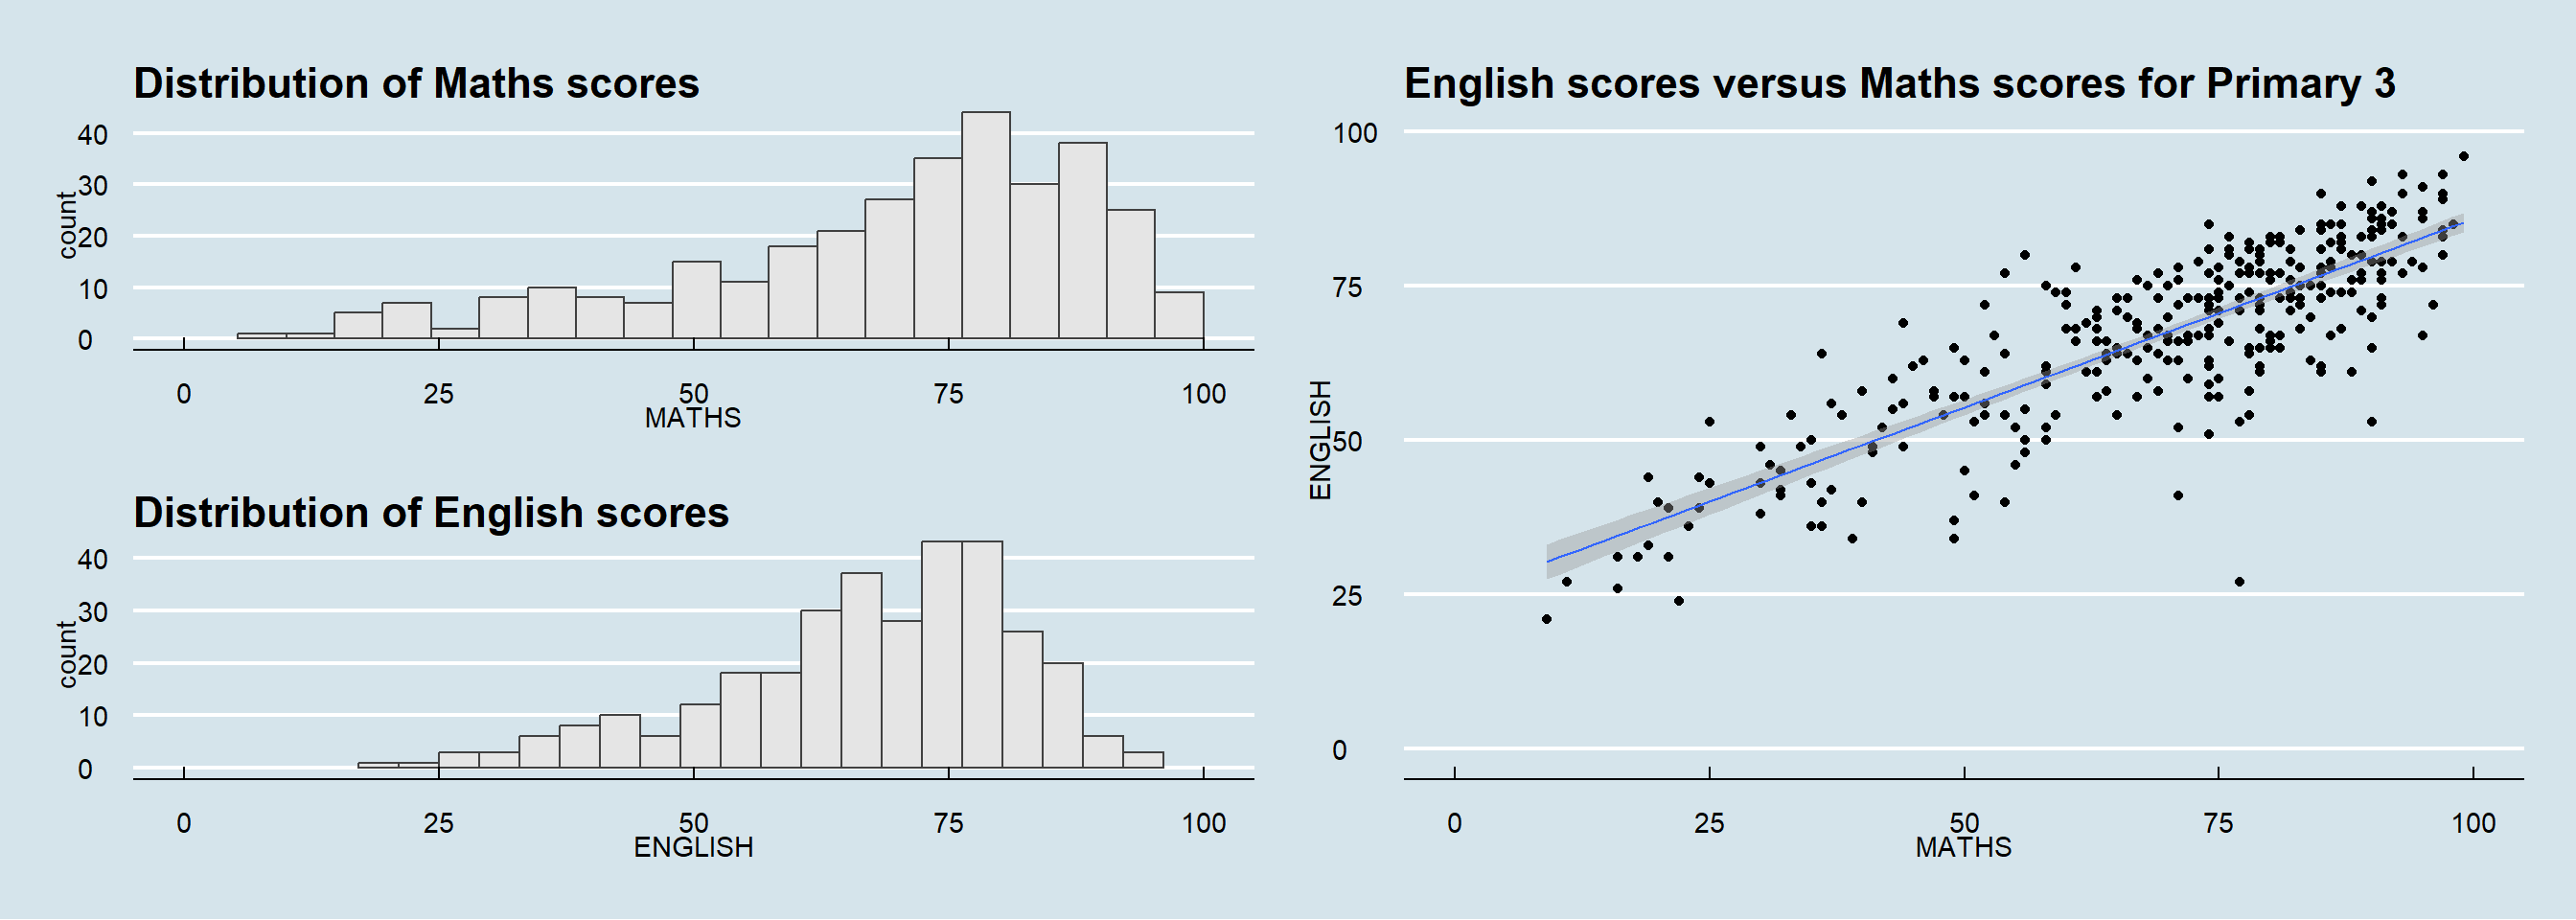 Distribution of Maths scores
40
30
20
10
0
count
0 25 50 75 100
MATHS
Distribution of English scores
40
30
20
10
0
count
0 25 50 75 100
ENGLISH
English scores versus Maths scores for Primary 3
100
75
50
25
0
ENGLISH
0 25 50 75 100
MATHS